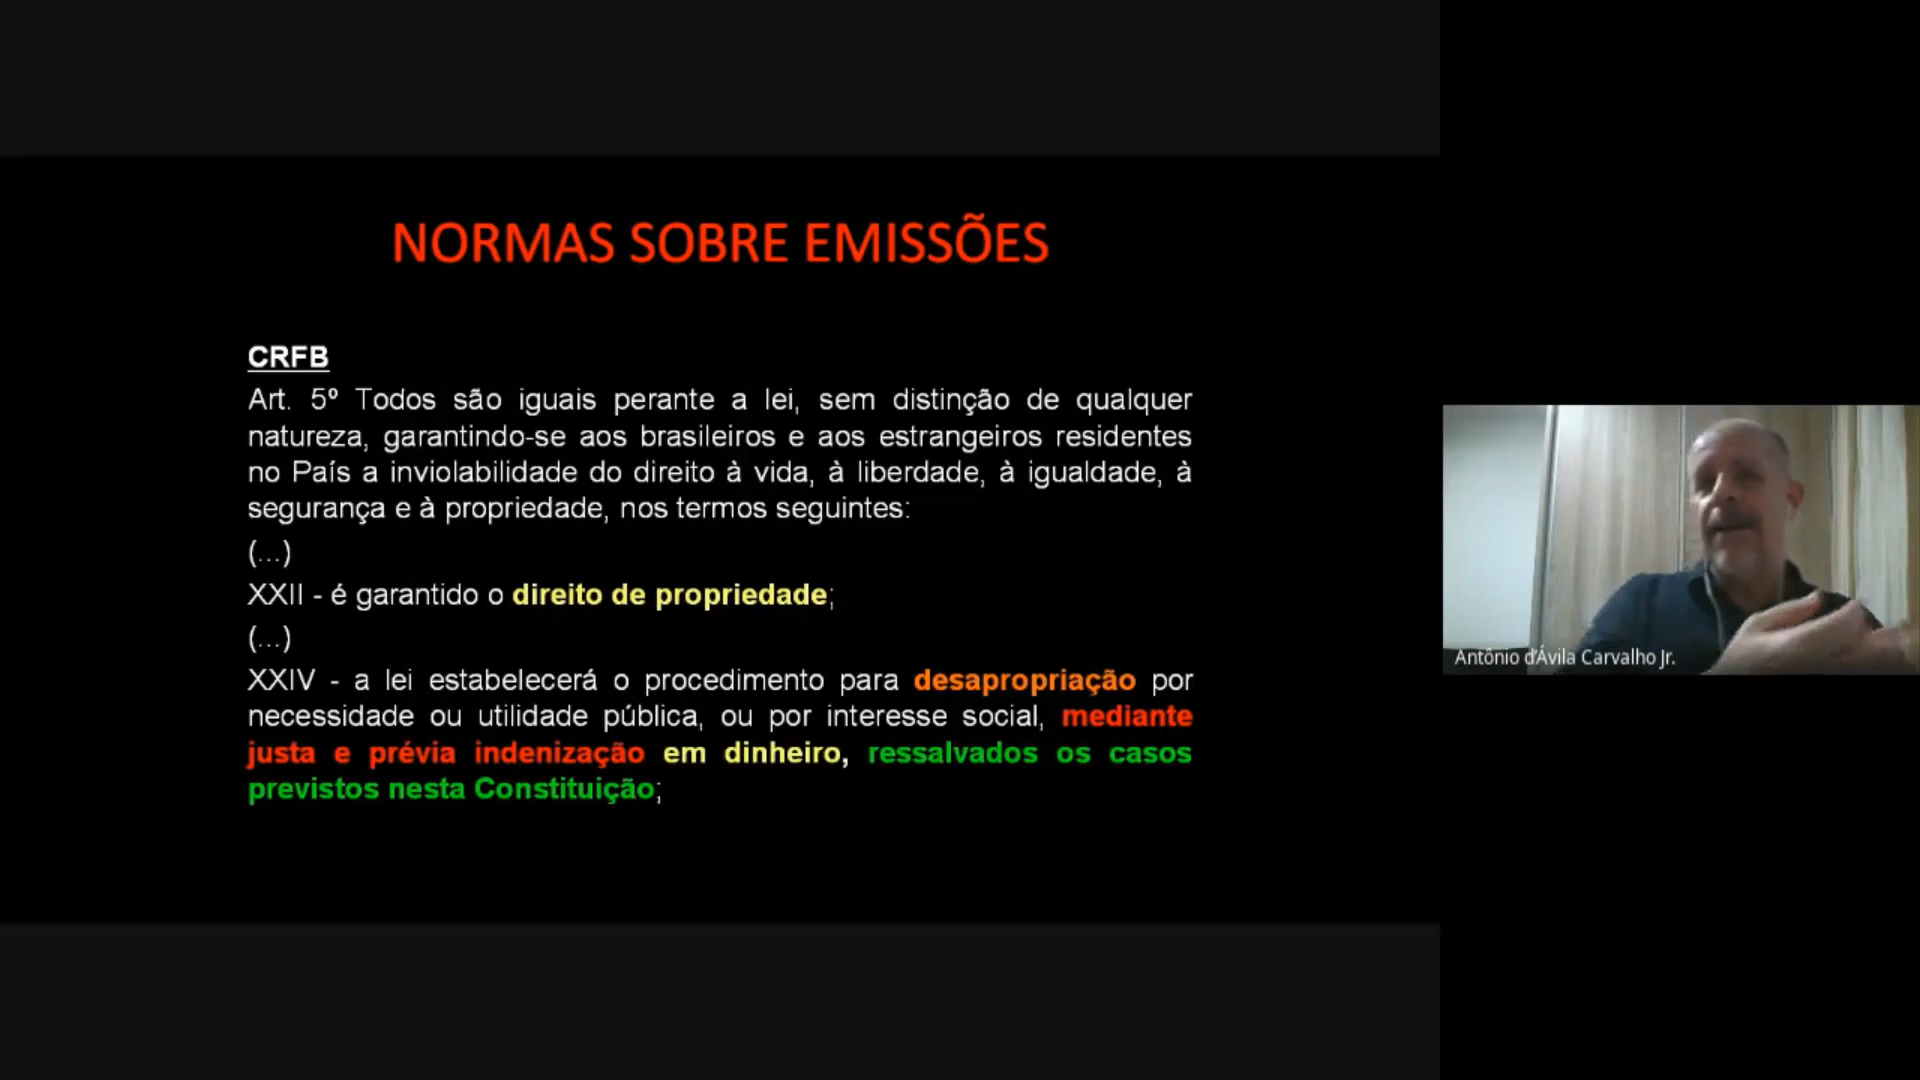 NORMAS SOBRE EMISSÕES
CRFB
Art. 5º Todos são iguais perante a lei, sem distinção de qualquer
natureza, garantindo-se aos brasileiros e aos estrangeiros residentes
no País a inviolabilidade do direito à vida, à liberdade, à igualdade, à
segurança e à propriedade, nos termos seguintes:
(...)
XXII - é garantido o direito de propriedade;
(...)
XXIV - a lei estabelecerá o procedimento para desapropriação por
necessidade ou utilidade pública, ou por interesse social, mediante
justa e prévia indenização em dinheiro, ressalvados os casos
previstos nesta Constituição;
Antônio d'Ávila Carvalho Jr.